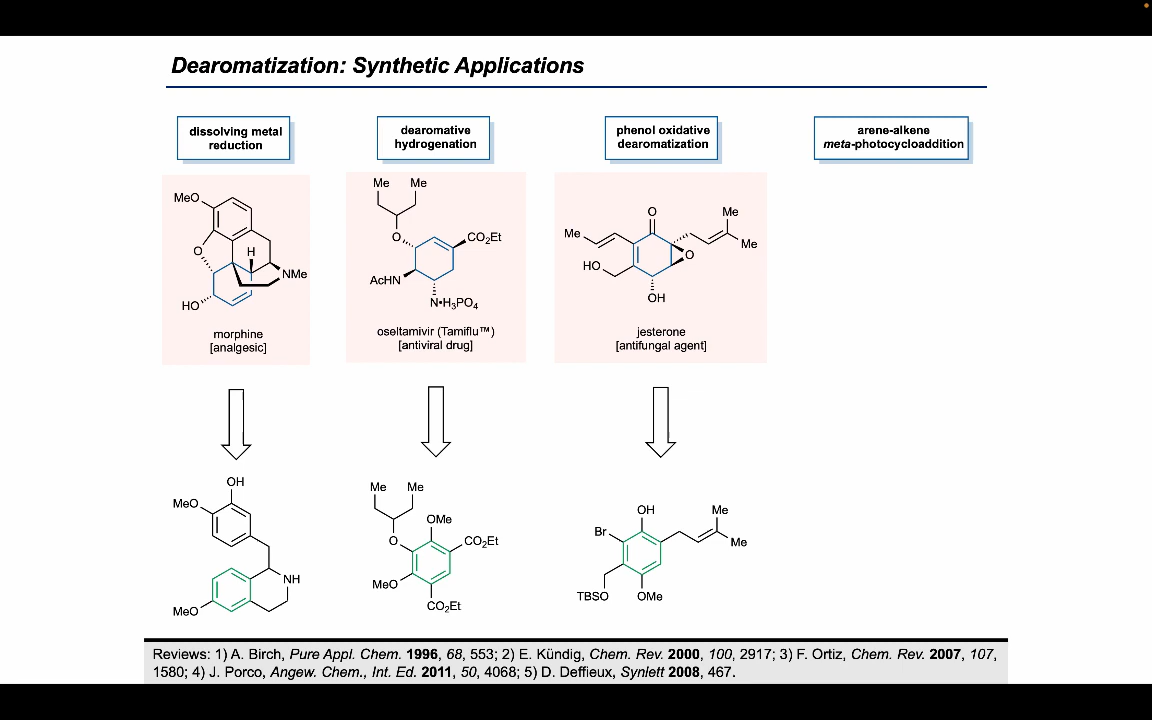 Dearomatization: Synthetic Applications
dissolving metal
reduction
dearomative
hydrogenation
phenol oxidative
dearomatization
arene-alkene
meta-photocycloaddition
MeO
O
H
NMe
HO
morphine
[analgesic]
Me Me
O
CO₂Et
AcHN
N•H₃PO₄
oseltamivir (Tamiflu™)
[antiviral drug]
O
Me
Me
Me
O
HO
OH
jesterone
[antifungal agent]
OH
MeO
NH
MeO
Me Me
OMe
O
CO₂Et
MeO
CO₂Et
OH
Me
Br
Me
TBSO
OMe
Reviews: 1) A. Birch, Pure Appl. Chem. 1996, 68, 553; 2) E. Kündig, Chem. Rev. 2000, 100, 2917; 3) F. Ortiz, Chem. Rev. 2007, 107,
1580; 4) J. Porco, Angew. Chem., Int. Ed. 2011, 50, 4068; 5) D. Deffieux, Synlett 2008, 467.